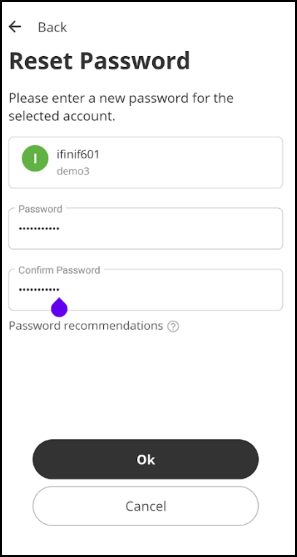 Back
Reset Password
Please enter a new password for the
selected account.
I
ifinif601
demo3
Password
•••••••••••
Confirm Password
•••••••••••
Password recommendations ?
Ok
Cancel